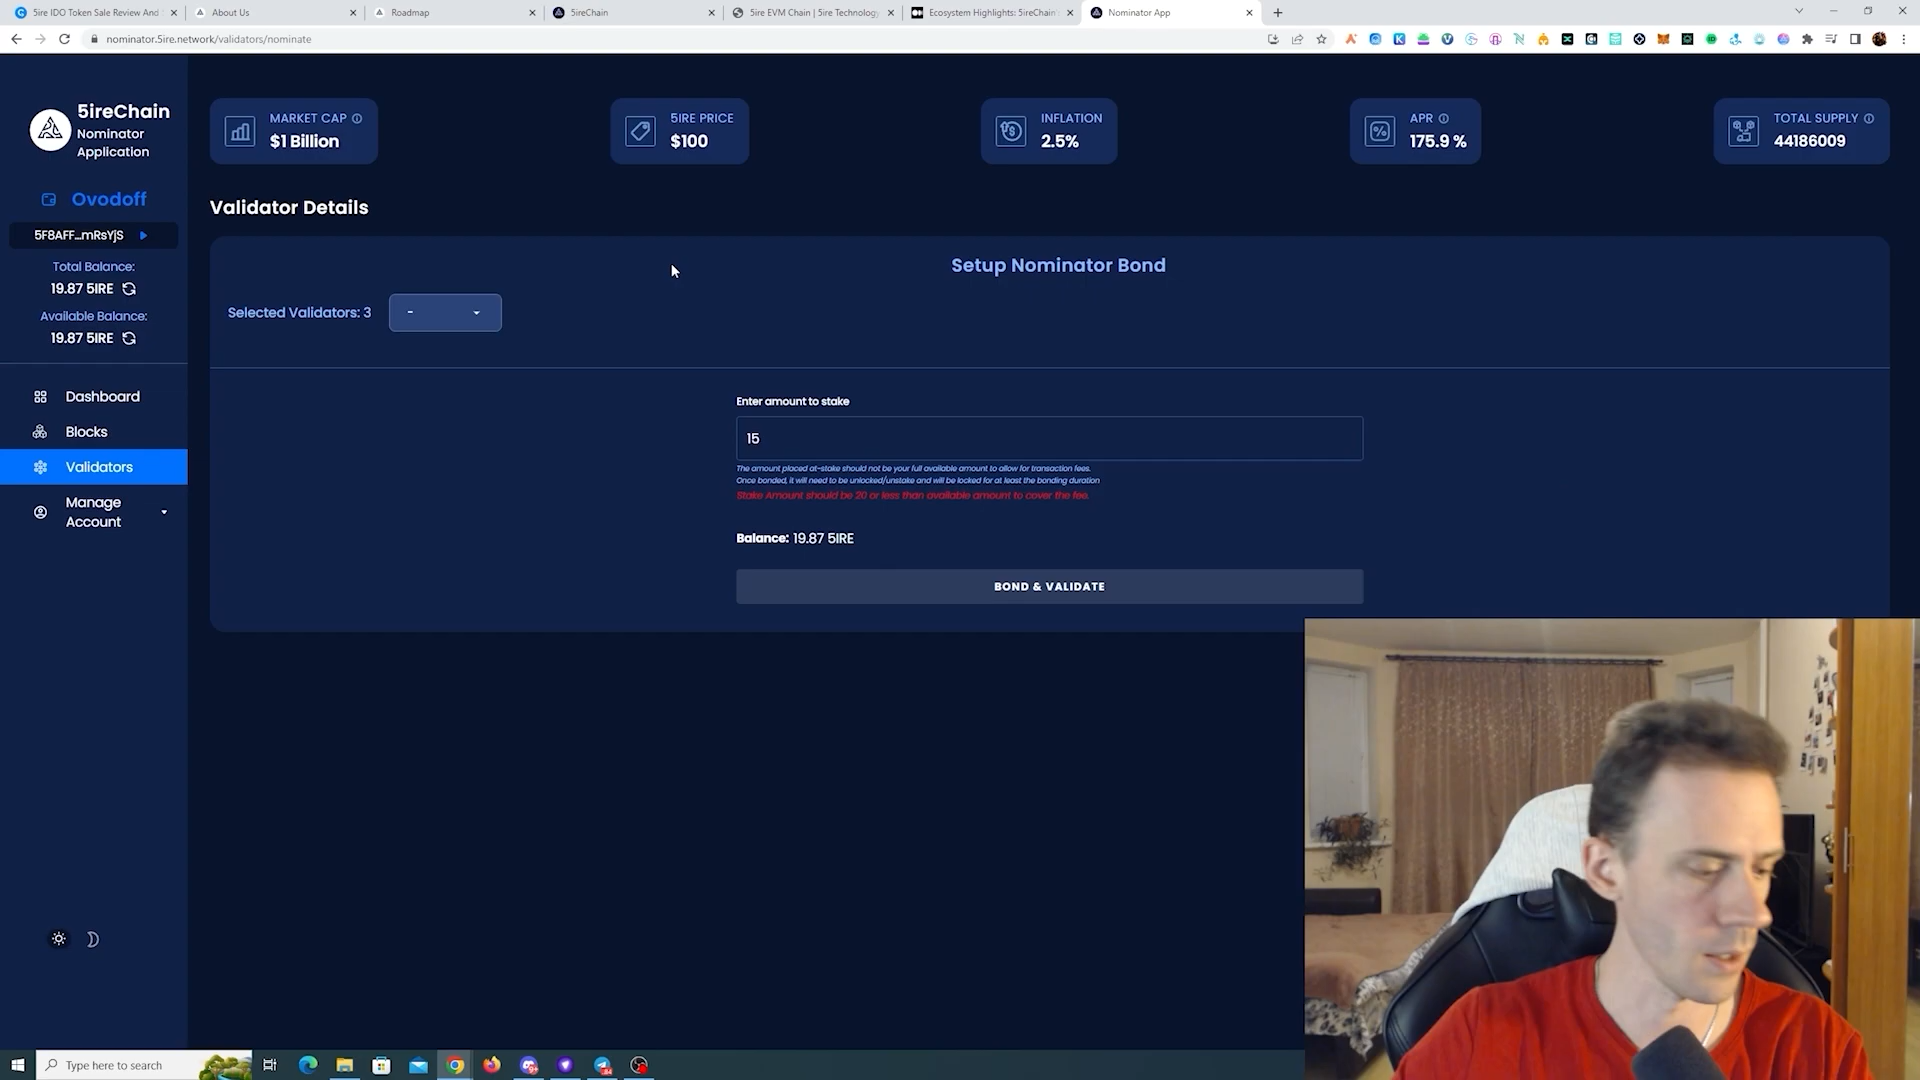 5ire IDO Token Sale Review And
About Us
Roadmap
5ireChain
5ire EVM Chain | 5ire Technology
Ecosystem Highlights: 5ireChain'
Nominator App
nominator.5ire.network/validators/nominate
5ireChain
Nominator
Application
MARKET CAP
$1 Billion
5IRE PRICE
$100
INFLATION
2.5%
APR
175.9 %
TOTAL SUPPLY
44186009
Ovodoff
5F8AFF...mRsYjS
Total Balance:
19.87 5IRE
Available Balance:
19.87 5IRE
Dashboard
Blocks
Validators
Manage
Account
Validator Details
Setup Nominator Bond
Selected Validators: 3
-
Enter amount to stake
15
The amount placed at-stake should not be your full available amount to allow for transaction fees.
Once bonded, it will need to be unlocked/unstake and will be locked for at least the bonding duration
Stake Amount should be 20 or less than available amount to cover the fee.
Balance: 19.87 5IRE
BOND & VALIDATE
Type here to search